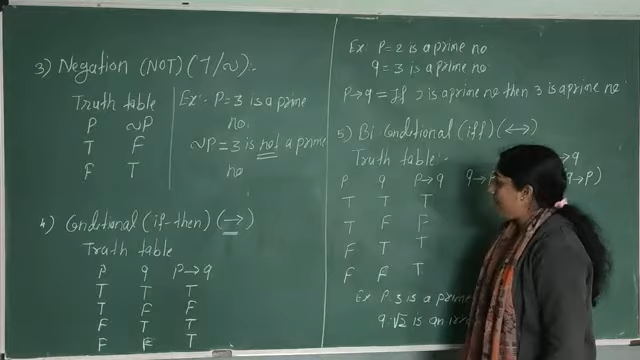 3) Negation (NOT) (7/~):-
Truth table
P ~P
T F
F T
Ex:- P=3 is a prime
no.
~P = 3 is not a prime
no
4) Conditional (if-then) (→)
Truth table
P q P→q
T T T
T F F
F T T
F F T
Ex: P=2 is a prime no
q=3 is a prime no.
P→q = If 2 is a prime no then 3 is a prime no
5) Bi Conditional (iff) (↔)
Truth table:-
P q P→q
T T T
T F F
F T T
F F T
Ex: P: 3 is a prime
q: √2 is an